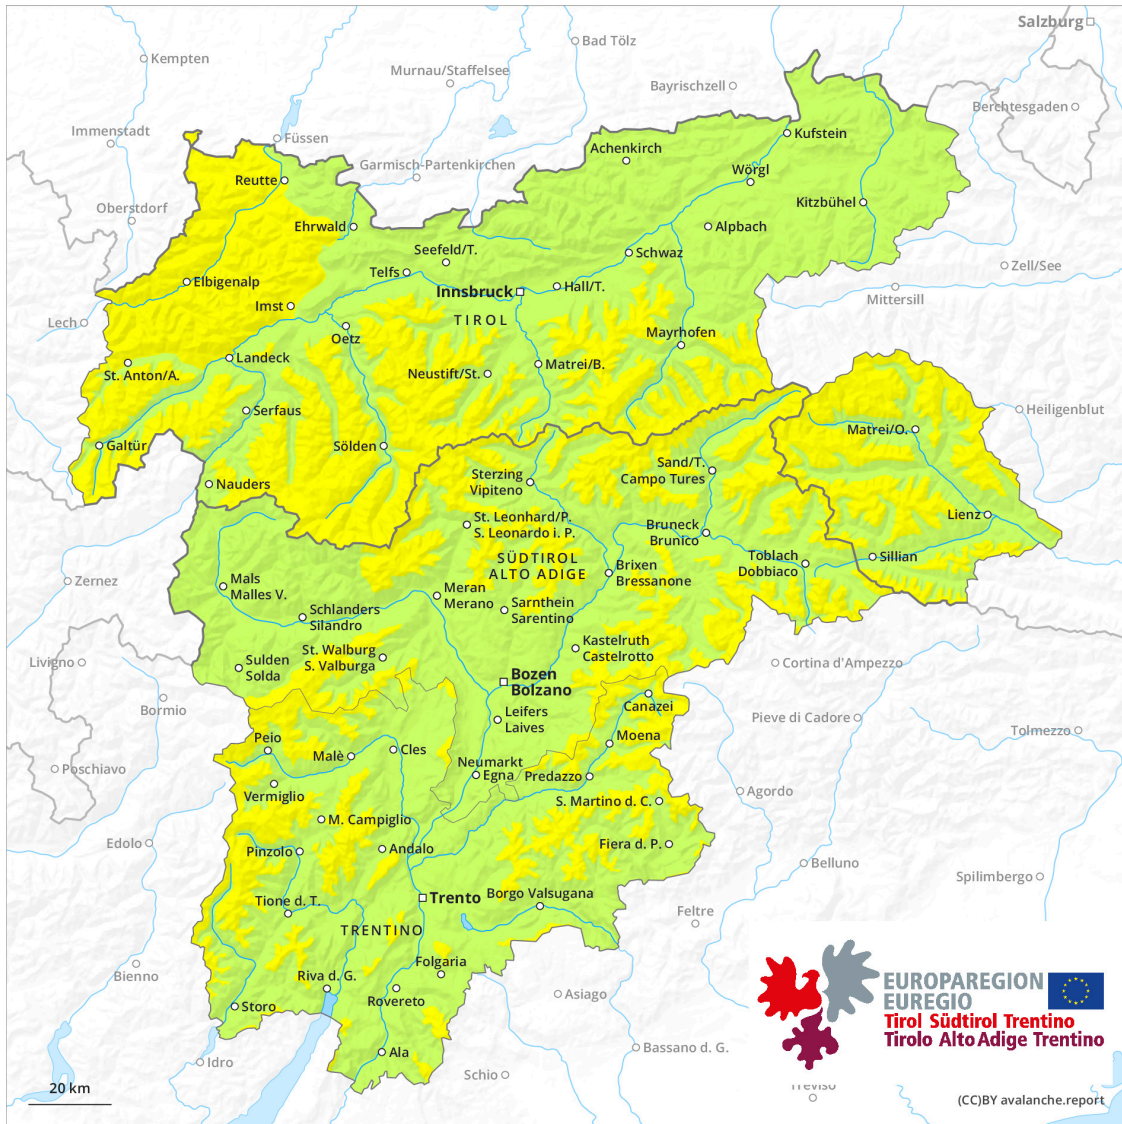 Salzburg
Bad Tölz
Kempten
Murnau/Staffelsee
Bayrischzell
Berchtesgaden
Immenstadt
Füssen
Kufstein
Achenkirch
Garmisch-Partenkirchen
Wörgl
Reutte
Kitzbühel
Oberstdorf
Ehrwald
Alpbach
Seefeld/T.
Schwaz
Telfs
Zell/See
Elbigenalp
Hall/T.
Innsbruck
Mittersill
Imst
TIROL
Lech
Oetz
Mayrhofen
Landeck
Matrei/B.
St. Anton/A.
Neustift/St.
Serfaus
Heiligenblut
Matrei/O.
Galtür
Sölden
Sand/T.
Campo Tures
Sterzing
Vipiteno
Nauders
Lienz
St. Leonhard/P.
S. Leonardo i. P.
Bruneck
Brunico
SÜDTIROL
ALTO ADIGE
Toblach
Dobbiaco
Sillian
Brixen
Bressanone
Zernez
Mals
Malles V.
Meran
Merano
Sarnthein
Sarentino
Schlanders
Silandro
Kastelruth
Castelrotto
St. Walburg
S. Valburga
Livigno
Sulden
Solda
Cortina d'Ampezzo
Bozen
Bolzano
Bormio
Canazei
Leifers
Laives
Pieve di Cadore
Tolmezzo
Moena
Peio
Cles
Malè
Neumarkt
Egna
Predazzo
Poschiavo
Vermiglio
Agordo
S. Martino d. C.
M. Campiglio
Edolo
Pinzolo
Andalo
Fiera d. P.
Belluno
Spilimbergo
Trento
Borgo Valsugana
Tione d. T.
Feltre
TRENTINO
Folgaria
Bienno
Riva d. G.
Rovereto
Asiago
Storo
Ala
Bassano d. G.
Idro
Schio
Treviso
EUROPAREGION
EUREGIO
Tirol Südtirol Trentino
Tirolo Alto Adige Trentino
20 km
(CC)BY avalanche.report